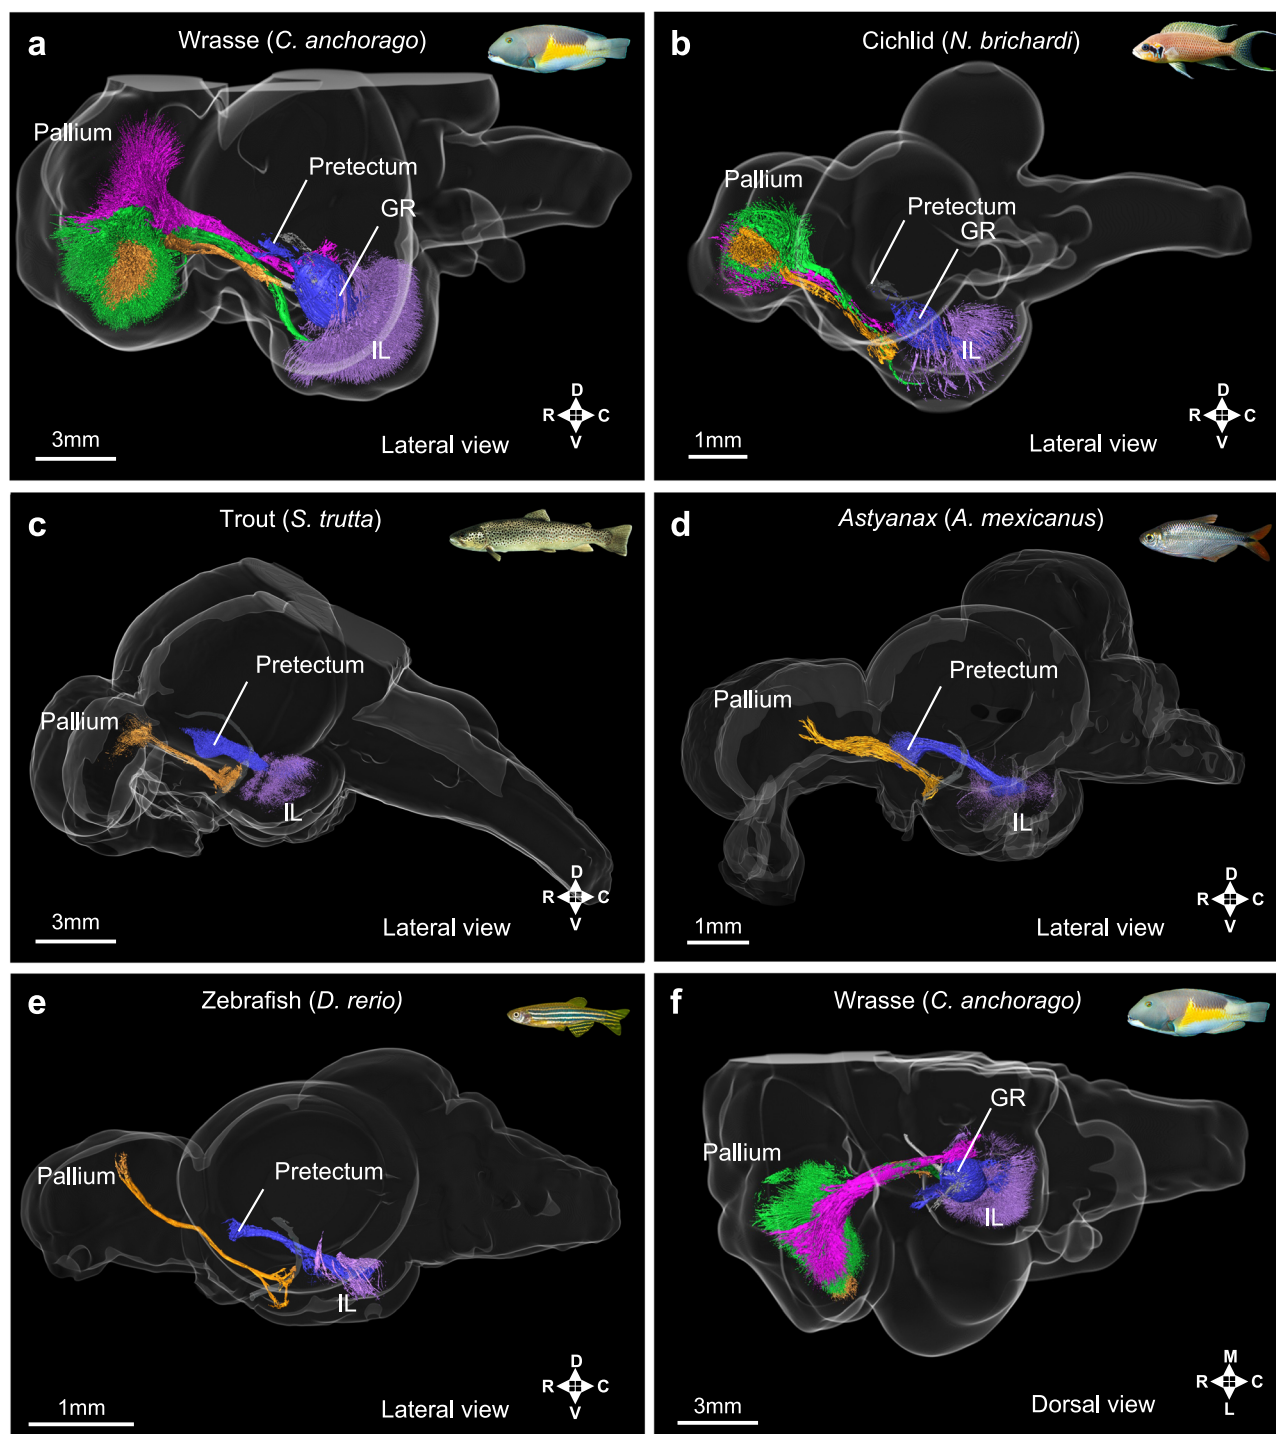 a
Wrasse (C. anchorago)
Pallium
Pretectum
GR
IL
D
R C
V
3mm
Lateral view
b
Cichlid (N. brichardi)
Pallium
Pretectum
GR
IL
D
R C
V
1mm
Lateral view
c
Trout (S. trutta)
Pretectum
Pallium
IL
D
R C
V
3mm
Lateral view
d
Astyanax (A. mexicanus)
Pretectum
Pallium
IL
D
R C
V
1mm
Lateral view
e
Zebrafish (D. rerio)
Pallium
Pretectum
IL
D
R C
V
1mm
Lateral view
f
Wrasse (C. anchorago)
GR
Pallium
IL
M
R C
L
3mm
Dorsal view